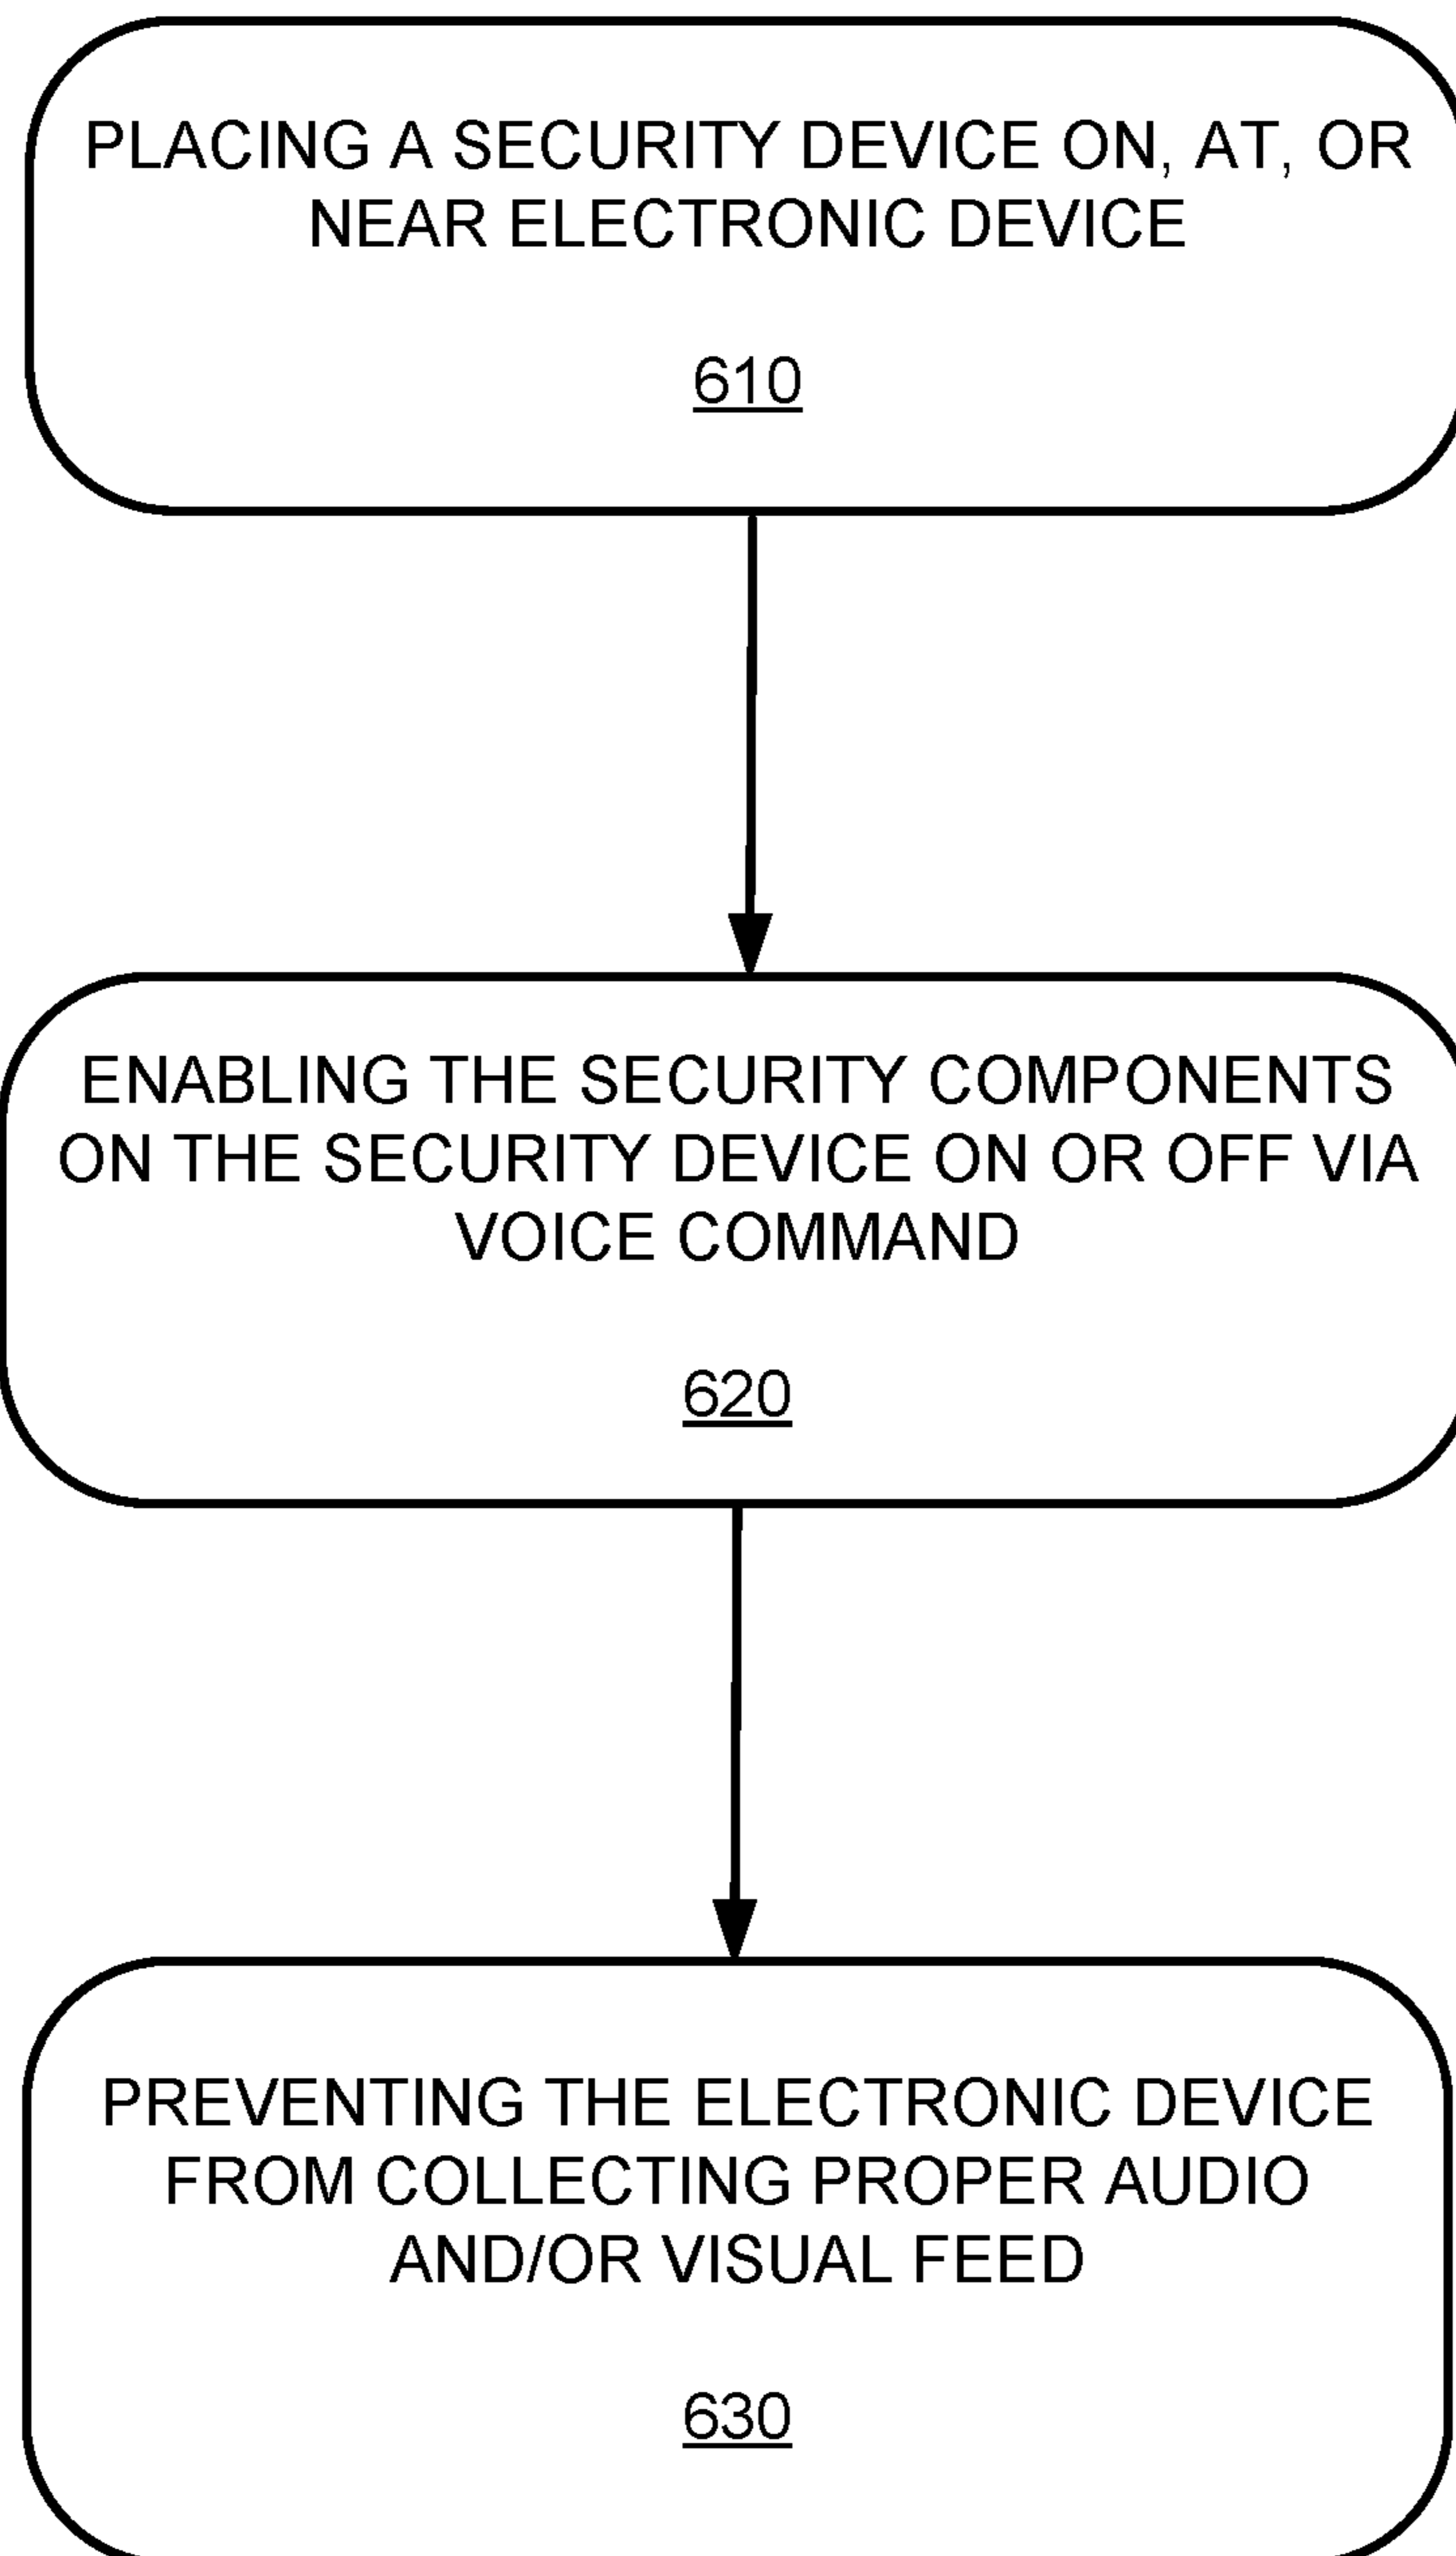 PLACING A SECURITY DEVICE ON, AT, OR
NEAR ELECTRONIC DEVICE
610
ENABLING THE SECURITY COMPONENTS
ON THE SECURITY DEVICE ON OR OFF VIA
VOICE COMMAND
620
PREVENTING THE ELECTRONIC DEVICE
FROM COLLECTING PROPER AUDIO
AND/OR VISUAL FEED
630